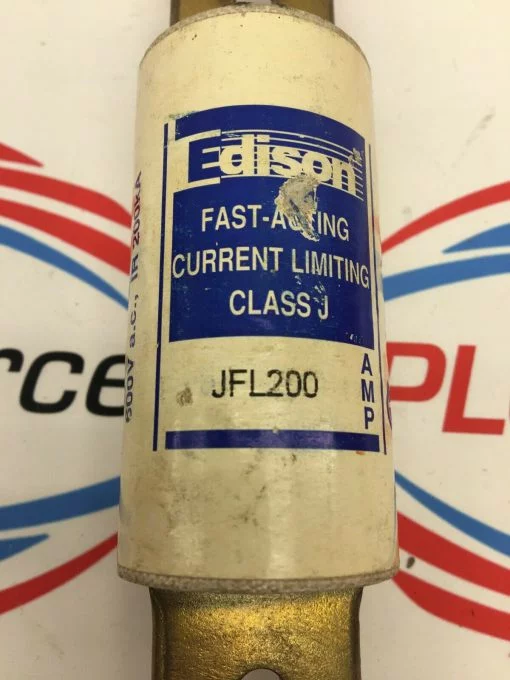 Edison
FAST-ACTING
CURRENT LIMITING
CLASS J
JFL200
AMP
600V a.c., IR 200KA
rce
PL